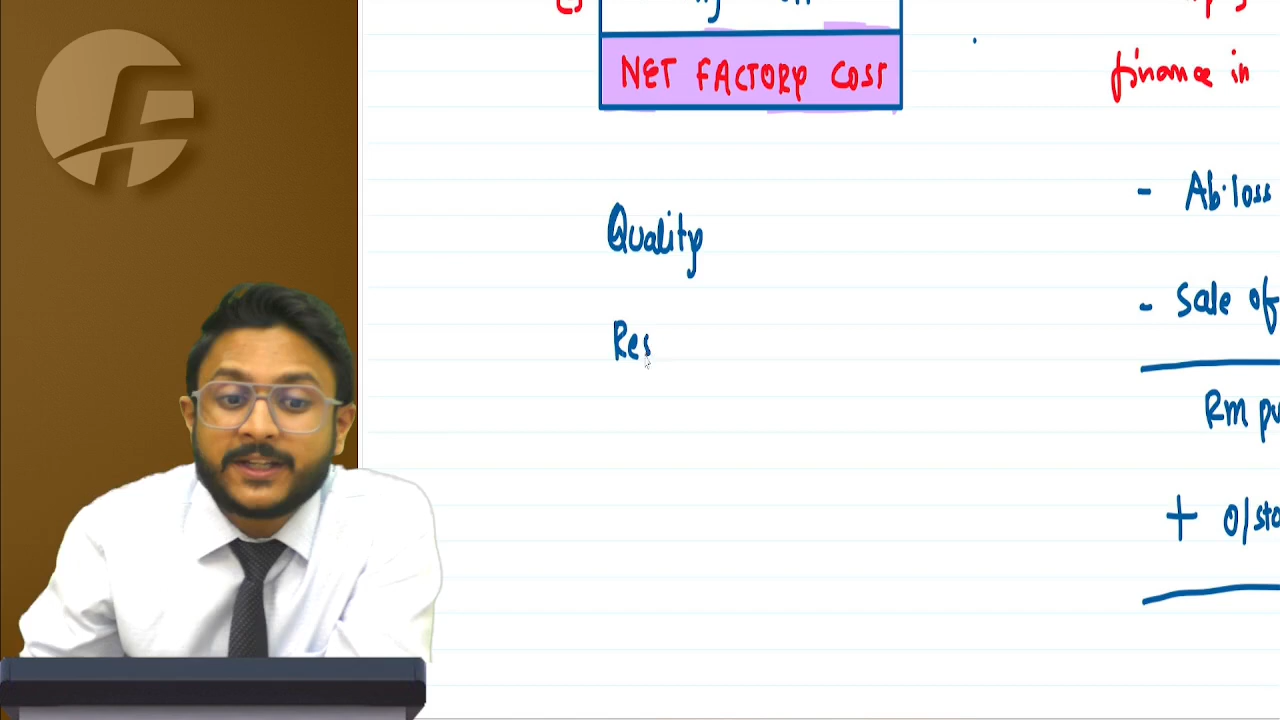 NET FACTORY COST
finance in
- Ab. loss
Quality
- Sale of
Res
Rm pu
+ o/sto